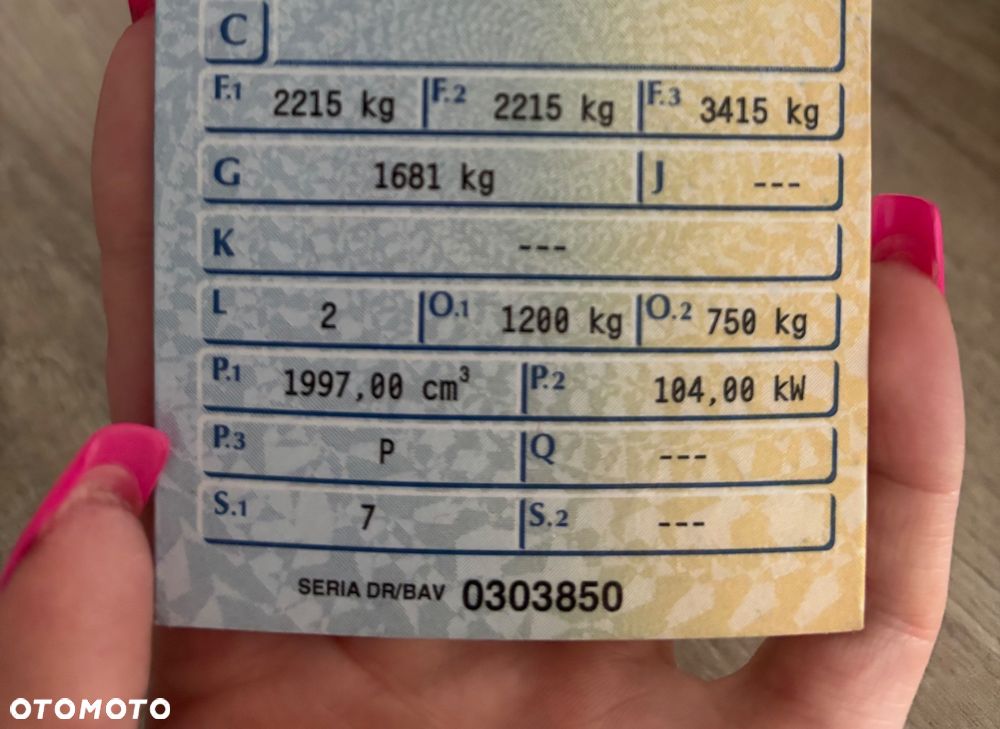 C
F.1 2215 kg F.2 2215 kg F.3 3415 kg
G 1681 kg J ---
K ---
L 2 O.1 1200 kg O.2 750 kg
P.1 1997,00 cm³ P.2 104,00 kW
P.3 P Q ---
S.1 7 S.2 ---
SERIA DR/BAV 0303850
OTOMOTO